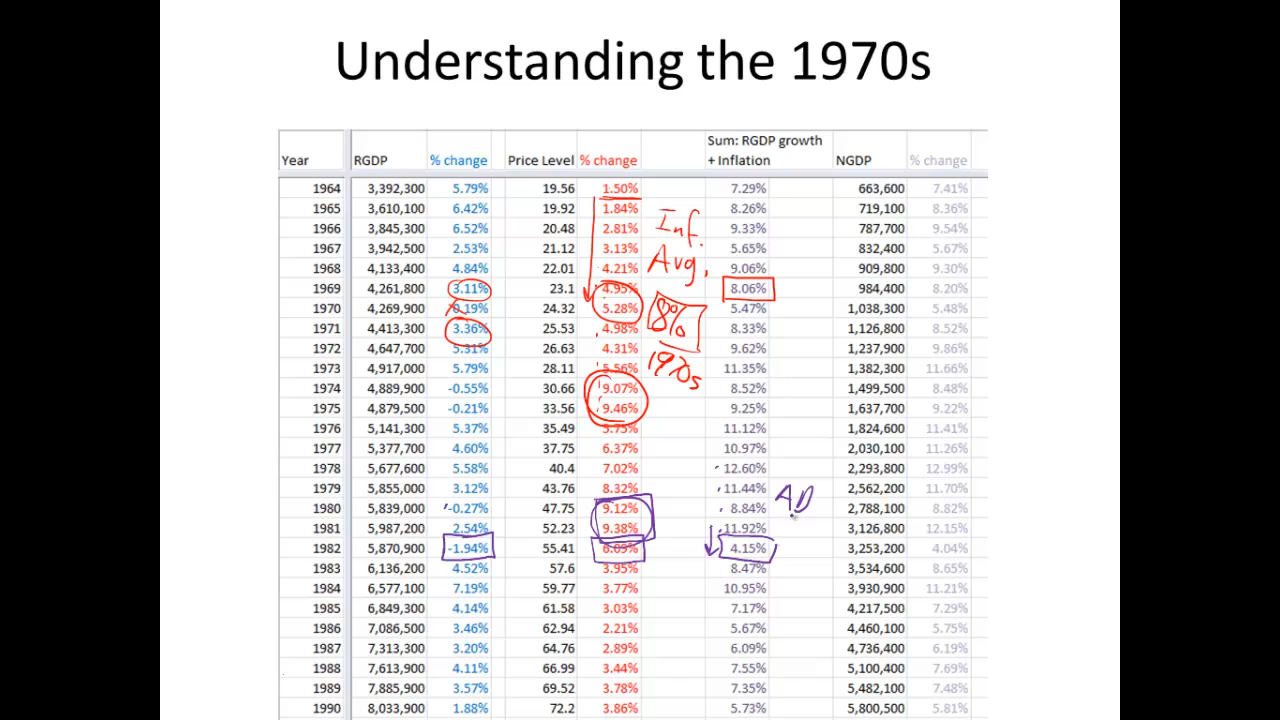 Understanding the 1970s
Sum: RGDP growth
Year RGDP % change Price Level % change + Inflation NGDP % change
1964 3,392,300 5.79% 19.56 1.50% 7.29% 663,600 7.41%
1965 3,610,100 6.42% 19.92 1.84% 8.26% 719,100 8.36%
1966 3,845,300 6.52% 20.48 2.81% Inf. 9.33% 787,700 9.54%
1967 3,942,500 2.53% 21.12 3.13% 5.65% 832,400 5.67%
1968 4,133,400 4.84% 22.01 4.21% Avg. 9.06% 909,800 9.30%
1969 4,261,800 3.11% 23.1 4.95% 8.06% 984,400 8.20%
1970 4,269,900 0.19% 24.32 5.28% 8% 5.47% 1,038,300 5.48%
1971 4,413,300 3.36% 25.53 4.98% 8.33% 1,126,800 8.52%
1972 4,647,700 5.31% 26.63 4.31% 9.62% 1,237,900 9.86%
1973 4,917,000 5.79% 28.11 5.56% 1970s 11.35% 1,382,300 11.66%
1974 4,889,900 -0.55% 30.66 9.07% 8.52% 1,499,500 8.48%
1975 4,879,500 -0.21% 33.56 9.46% 9.25% 1,637,700 9.22%
1976 5,141,300 5.37% 35.49 5.75% 11.12% 1,824,600 11.41%
1977 5,377,700 4.60% 37.75 6.37% 10.97% 2,030,100 11.26%
1978 5,677,600 5.58% 40.4 7.02% 12.60% 2,293,800 12.99%
1979 5,855,000 3.12% 43.76 8.32% 11.44% AD 2,562,200 11.70%
1980 5,839,000 -0.27% 47.75 9.12% 8.84% 2,788,100 8.82%
1981 5,987,200 2.54% 52.23 9.38% 11.92% 3,126,800 12.15%
1982 5,870,900 -1.94% 55.41 6.09% 4.15% 3,253,200 4.04%
1983 6,136,200 4.52% 57.6 3.95% 8.47% 3,534,600 8.65%
1984 6,577,100 7.19% 59.77 3.77% 10.95% 3,930,900 11.21%
1985 6,849,300 4.14% 61.58 3.03% 7.17% 4,217,500 7.29%
1986 7,086,500 3.46% 62.94 2.21% 5.67% 4,460,100 5.75%
1987 7,313,300 3.20% 64.76 2.89% 6.09% 4,736,400 6.19%
1988 7,613,900 4.11% 66.99 3.44% 7.55% 5,100,400 7.69%
1989 7,885,900 3.57% 69.52 3.78% 7.35% 5,482,100 7.48%
1990 8,033,900 1.88% 72.2 3.86% 5.73% 5,800,500 5.81%